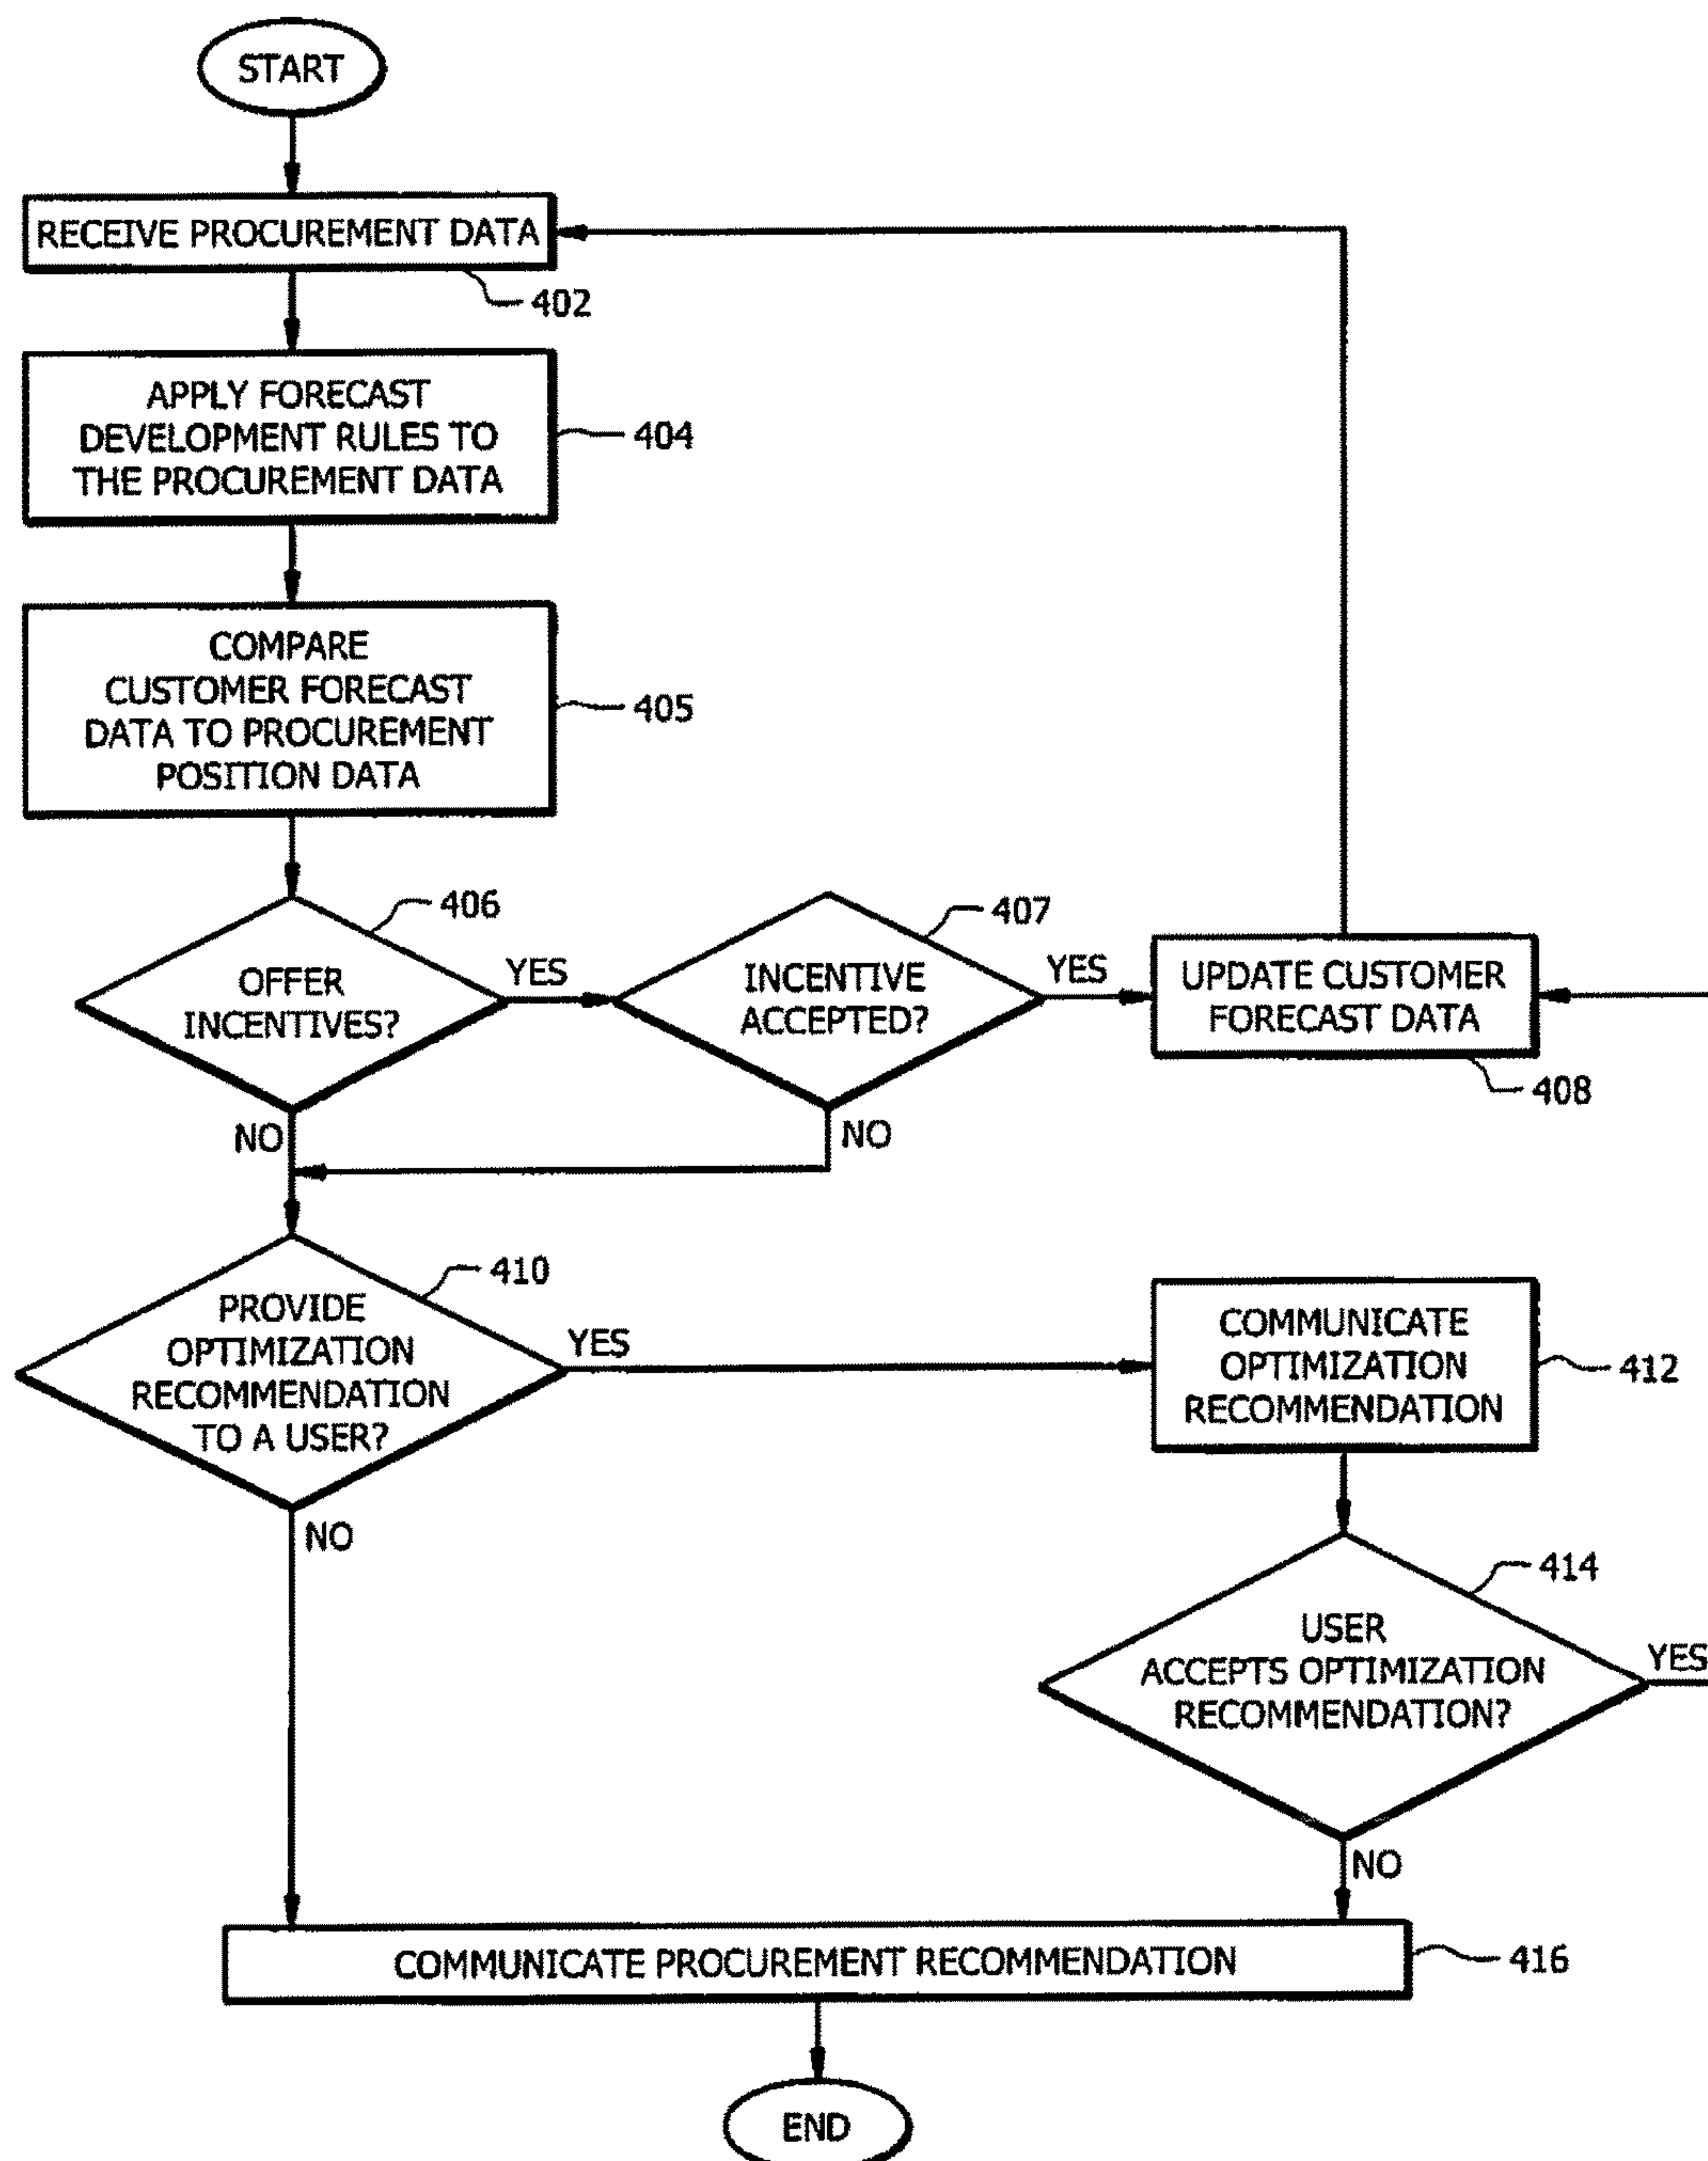 START
RECEIVE PROCUREMENT DATA
402
APPLY FORECAST
DEVELOPMENT RULES TO
THE PROCUREMENT DATA
404
COMPARE
CUSTOMER FORECAST
DATA TO PROCUREMENT
POSITION DATA
405
406
OFFER
INCENTIVES?
YES
NO
407
INCENTIVE
ACCEPTED?
YES
NO
UPDATE CUSTOMER
FORECAST DATA
408
410
PROVIDE
OPTIMIZATION
RECOMMENDATION
TO A USER?
YES
NO
COMMUNICATE
OPTIMIZATION
RECOMMENDATION
412
414
USER
ACCEPTS OPTIMIZATION
RECOMMENDATION?
YES
NO
COMMUNICATE PROCUREMENT RECOMMENDATION
416
END